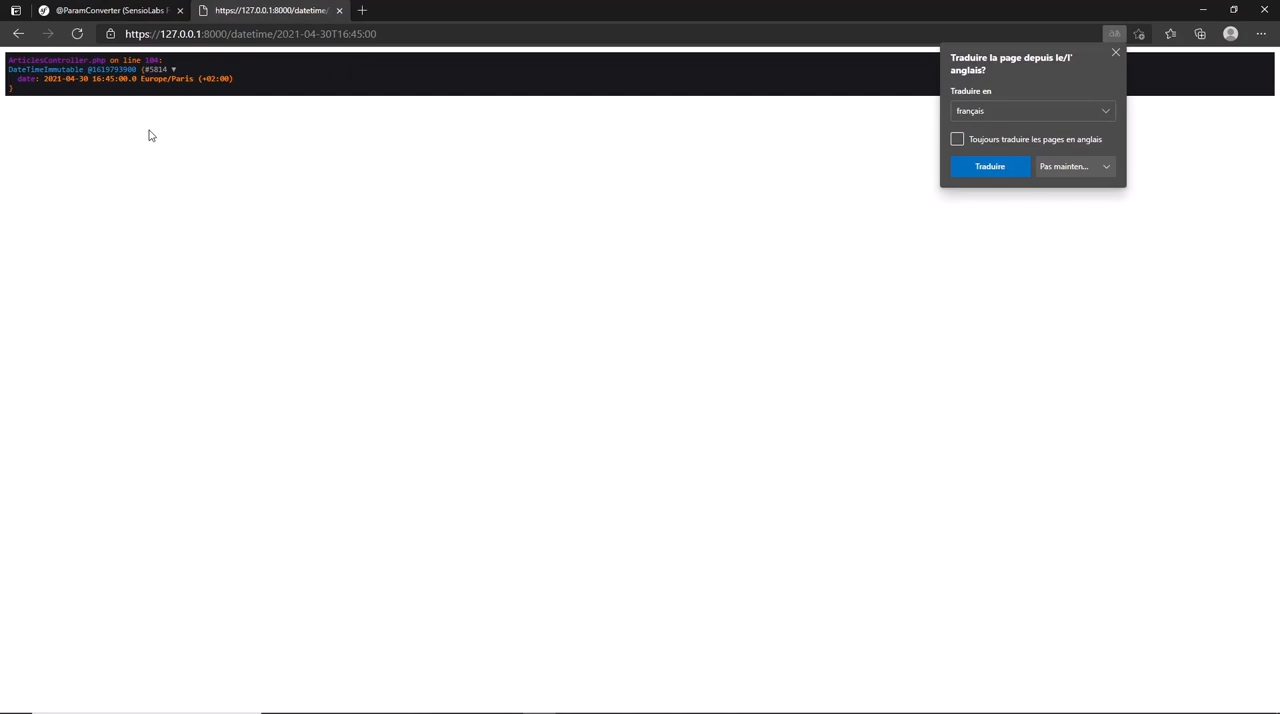 @ParamConverter (SensioLabs F
https://127.0.0.1:8000/datetime/
https://127.0.0.1:8000/datetime/2021-04-30T16:45:00
ArticlesController.php on line 104:
DateTimeImmutable @1619793900 {#5814 ▼
date: 2021-04-30 16:45:00.0 Europe/Paris (+02:00)
}
Traduire la page depuis le/l'
anglais?
Traduire en
français
Toujours traduire les pages en anglais
Traduire
Pas mainten...